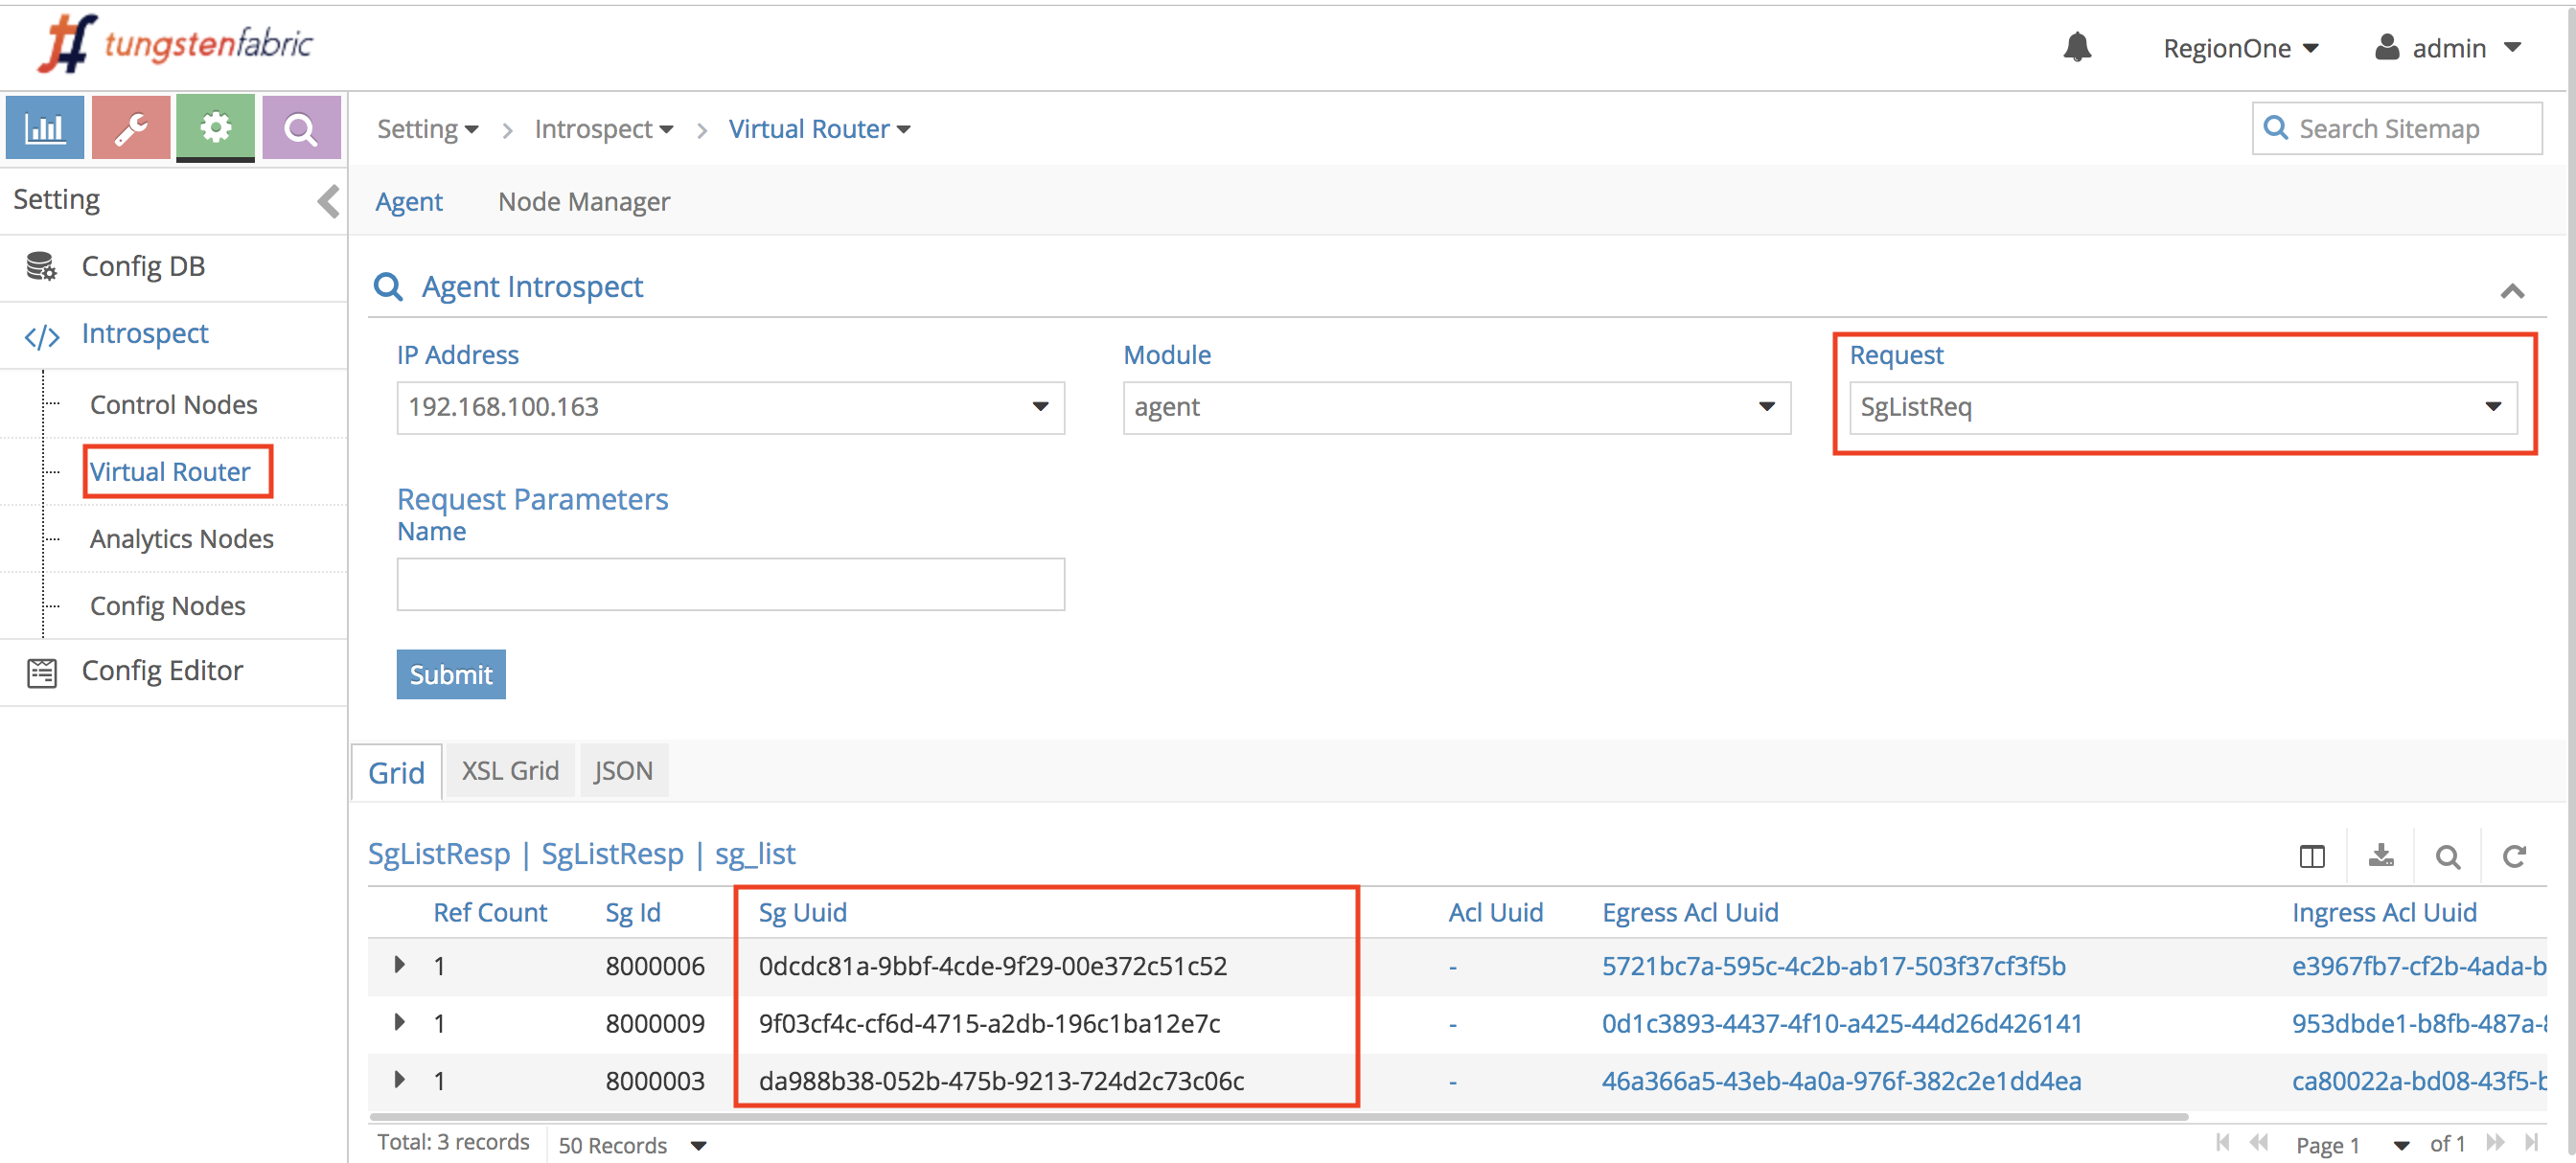 tungstenfabric
RegionOne admin
Setting > Introspect > Virtual Router Search Sitemap
Setting
Agent Node Manager
Config DB
Introspect
Control Nodes
Virtual Router
Analytics Nodes
Config Nodes
Config Editor
Agent Introspect
IP Address Module Request
192.168.100.163 agent SgListReq
Request Parameters
Name
Submit
Grid XSL Grid JSON
SgListResp | SgListResp | sg_list
Ref Count Sg Id Sg Uuid Acl Uuid Egress Acl Uuid Ingress Acl Uuid
1 8000006 0dcdc81a-9bbf-4cde-9f29-00e372c51c52 - 5721bc7a-595c-4c2b-ab17-503f37cf3f5b e3967fb7-cf2b-4ada-b
1 8000009 9f03cf4c-cf6d-4715-a2db-196c1ba12e7c - 0d1c3893-4437-4f10-a425-44d26d426141 953dbde1-b8fb-487a-8
1 8000003 da988b38-052b-475b-9213-724d2c73c06c - 46a366a5-43eb-4a0a-976f-382c2e1dd4ea ca80022a-bd08-43f5-b
Total: 3 records 50 Records Page 1 of 1